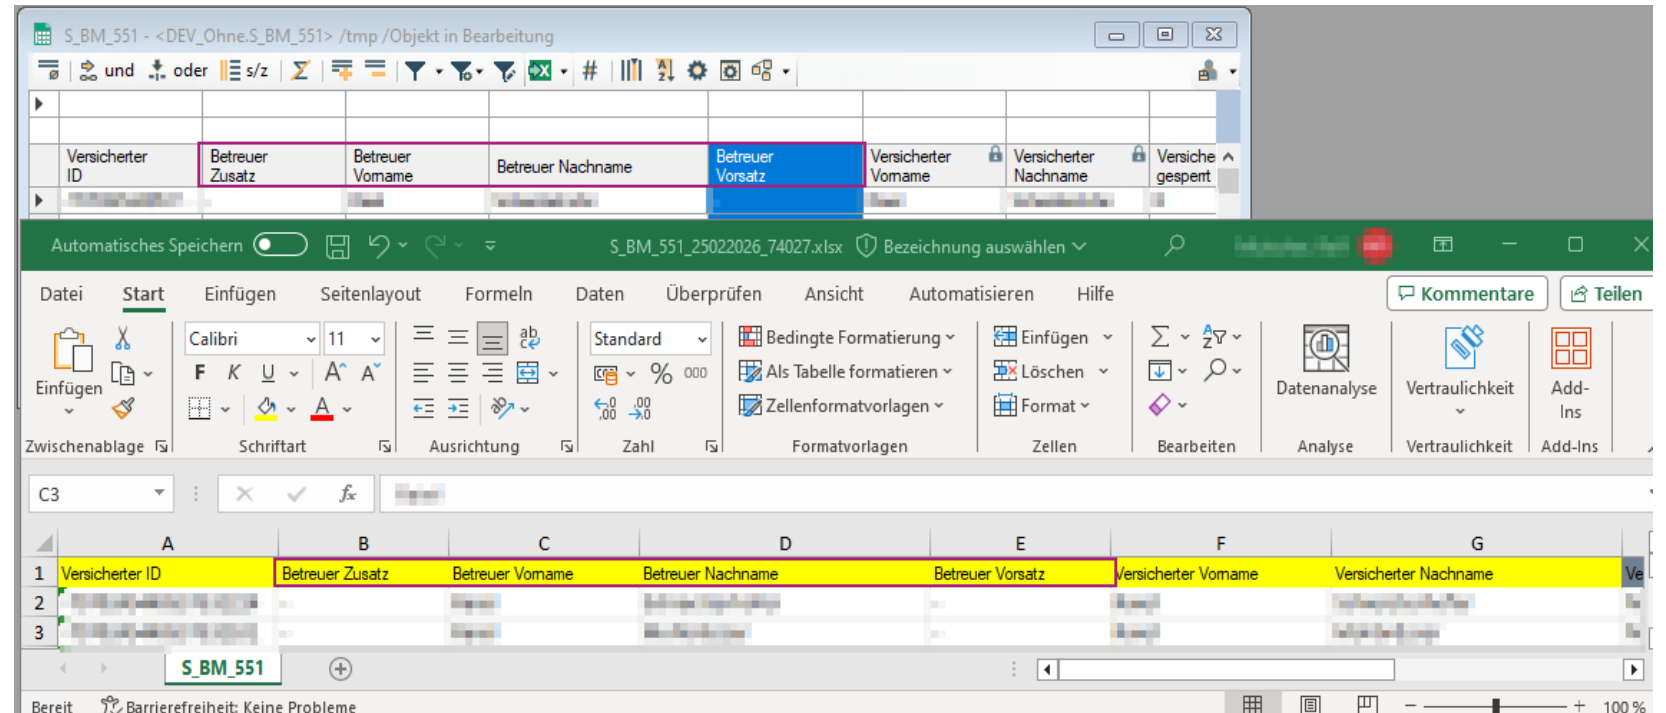 S_BM_551 - <DEV_Ohne.S_BM_551> /tmp /Objekt in Bearbeitung
und oder s/z #
Versicherter ID Betreuer Zusatz Betreuer Vorname Betreuer Nachname Betreuer Vorsatz Versicherter Vorname Versicherter Nachname Versiche gesperrt
Automatisches Speichern S_BM_551_25022026_74027.xlsx Bezeichnung auswählen
Datei Start Einfügen Seitenlayout Formeln Daten Überprüfen Ansicht Automatisieren Hilfe Kommentare Teilen
Calibri 11 Standard Bedingte Formatierung Einfügen
Einfügen F K U Als Tabelle formatieren Löschen Datenanalyse Vertraulichkeit Add-Ins
Zellenformatvorlagen Format
Zwischenablage Schriftart Ausrichtung Zahl Formatvorlagen Zellen Bearbeiten Analyse Vertraulichkeit Add-Ins
C3 fx
A B C D E F G
1 Versicherter ID Betreuer Zusatz Betreuer Vorname Betreuer Nachname Betreuer Vorsatz Versicherter Vorname Versicherter Nachname Ve
2
3
S_BM_551
Bereit Barrierefreiheit: Keine Probleme 100 %